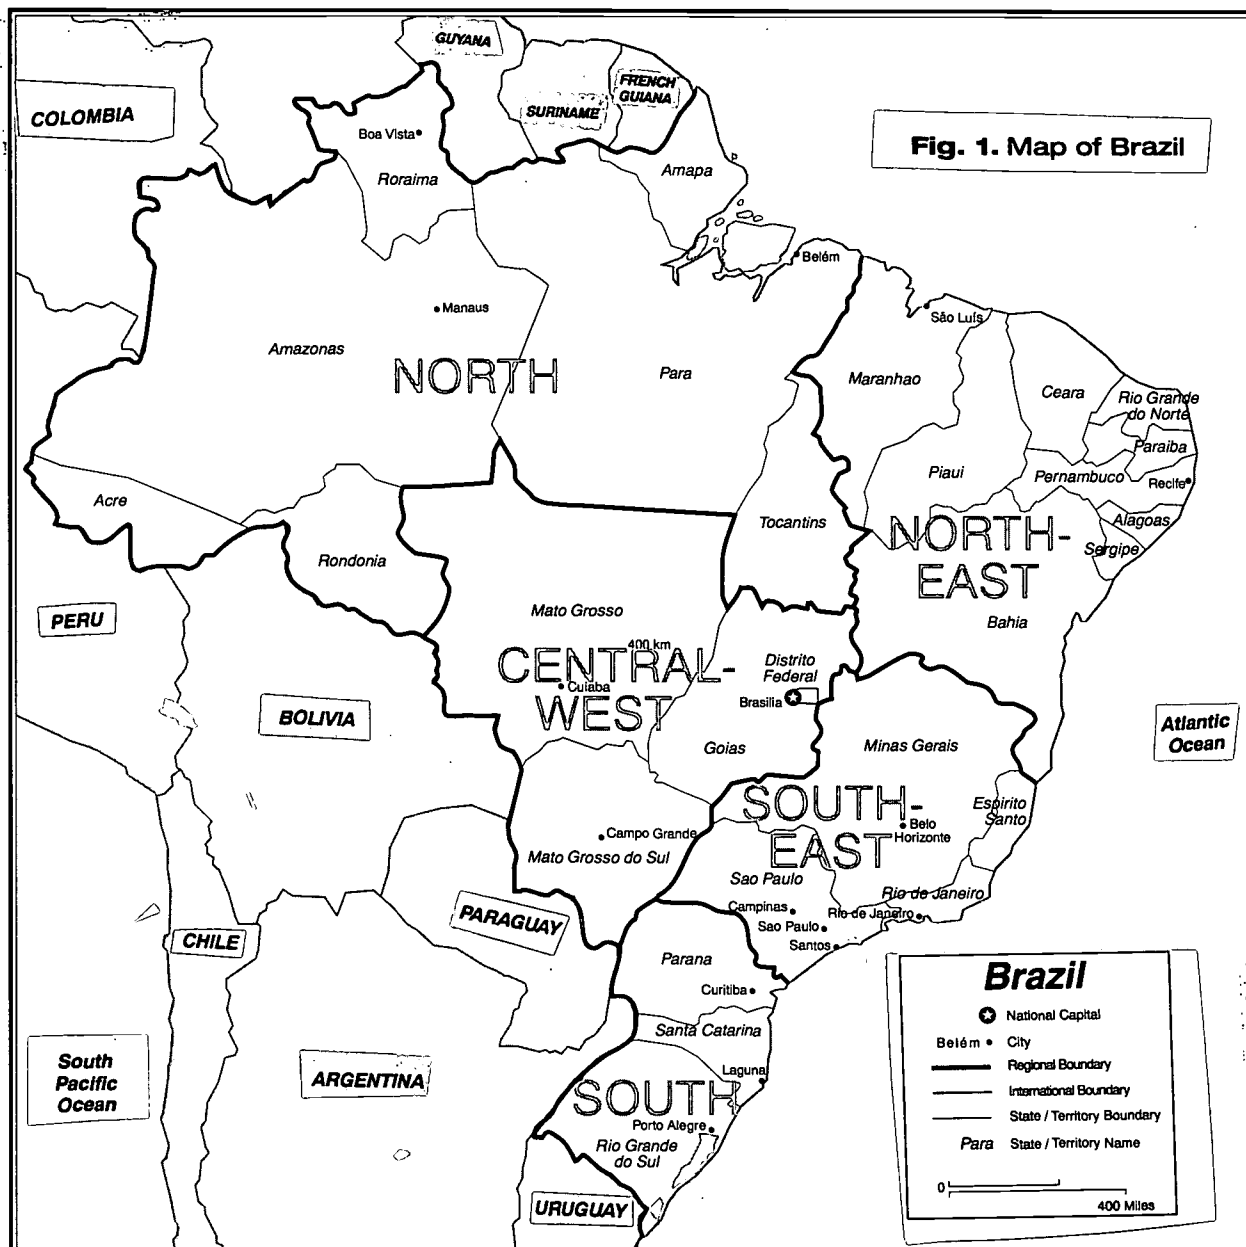 GUYANA
FRENCH
GUIANA
SURINAME
COLOMBIA
Fig. 1. Map of Brazil
Boa Vista
Roraima
Amapa
Belém
Manaus
São Luís
Amazonas
NORTH
Para
Maranhao
Ceara
Rio Grande
do Norte
Paraiba
Piaui
Pernambuco
Recife
Acre
Tocantins
Alagoas
NORTH-
EAST
Sergipe
Rondonia
Mato Grosso
Bahia
PERU
400 km
CENTRAL-
WEST
Cuiaba
Distrito
Federal
Brasilia
BOLIVIA
Goias
Minas Gerais
Atlantic
Ocean
SOUTH-
EAST
Espirito
Santo
Belo
Horizonte
Campo Grande
Mato Grosso do Sul
Sao Paulo
Rio de Janeiro
Campinas
Rio de Janeiro
Sao Paulo
Santos
PARAGUAY
CHILE
Parana
Curitiba
Santa Catarina
Laguna
SOUTH
Porto Alegre
Rio Grande
do Sul
South
Pacific
Ocean
ARGENTINA
URUGUAY
Brazil
National Capital
Belém • City
Regional Boundary
International Boundary
State / Territory Boundary
Para State / Territory Name
0
400 Miles